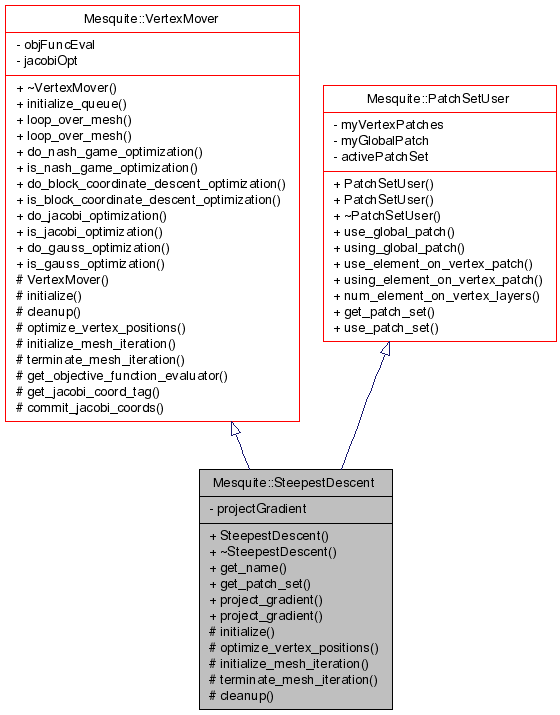 Mesquite::VertexMover
- objFuncEval
- jacobiOpt
+ ~VertexMover()
+ initialize_queue()
+ loop_over_mesh()
+ loop_over_mesh()
+ do_nash_game_optimization()
+ is_nash_game_optimization()
+ do_block_coordinate_descent_optimization()
+ is_block_coordinate_descent_optimization()
+ do_jacobi_optimization()
+ is_jacobi_optimization()
+ do_gauss_optimization()
+ is_gauss_optimization()
# VertexMover()
# initialize()
# cleanup()
# optimize_vertex_positions()
# initialize_mesh_iteration()
# terminate_mesh_iteration()
# get_objective_function_evaluator()
# get_jacobi_coord_tag()
# commit_jacobi_coords()
Mesquite::PatchSetUser
- myVertexPatches
- myGlobalPatch
- activePatchSet
+ PatchSetUser()
+ PatchSetUser()
+ ~PatchSetUser()
+ use_global_patch()
+ using_global_patch()
+ use_element_on_vertex_patch()
+ using_element_on_vertex_patch()
+ num_element_on_vertex_layers()
+ get_patch_set()
+ use_patch_set()
Mesquite::SteepestDescent
- projectGradient
+ SteepestDescent()
+ ~SteepestDescent()
+ get_name()
+ get_patch_set()
+ project_gradient()
+ project_gradient()
# initialize()
# optimize_vertex_positions()
# initialize_mesh_iteration()
# terminate_mesh_iteration()
# cleanup()